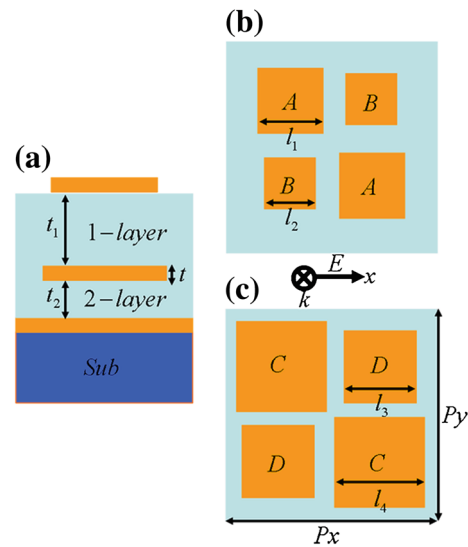 (a)
t1
1-layer
t
t2
2-layer
Sub
(b)
A
B
l1
B
A
l2
E
x
k
(c)
C
D
l3
D
C
l4
Py
Px